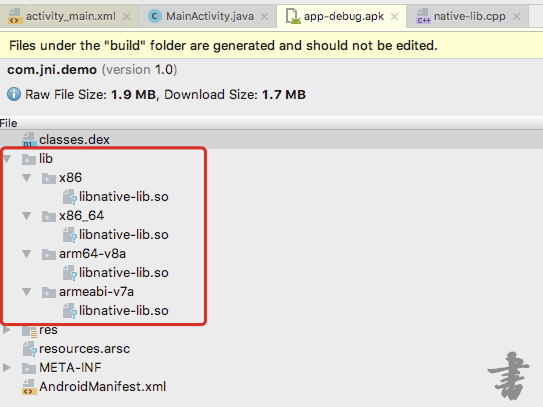 activity_main.xml MainActivity.java app-debug.apk native-lib.cpp
Files under the "build" folder are generated and should not be edited.
com.jni.demo (version 1.0)
Raw File Size: 1.9 MB, Download Size: 1.7 MB
File
classes.dex
lib
x86
libnative-lib.so
x86_64
libnative-lib.so
arm64-v8a
libnative-lib.so
armeabi-v7a
libnative-lib.so
res
resources.arsc
META-INF
AndroidManifest.xml
書